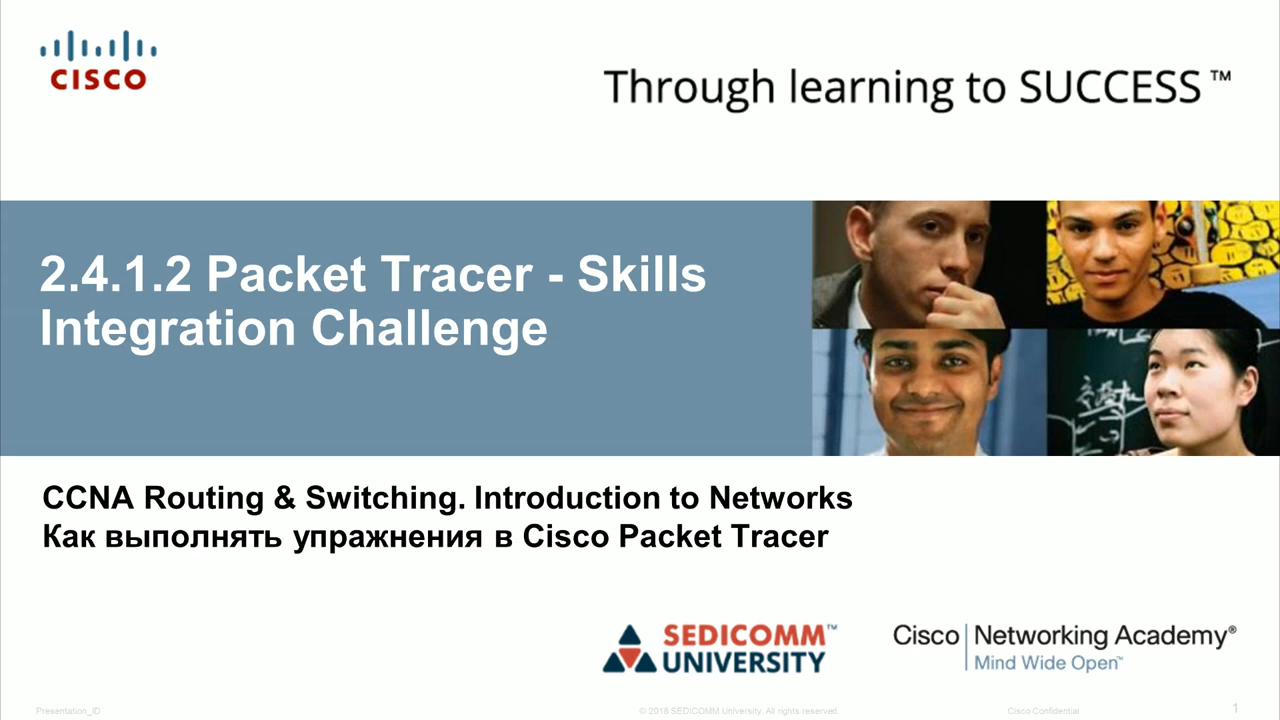 CISCO
Through learning to SUCCESS™
2.4.1.2 Packet Tracer - Skills
Integration Challenge
CCNA Routing & Switching. Introduction to Networks
Как выполнять упражнения в Cisco Packet Tracer
SEDICOMM™
UNIVERSITY
Cisco Networking Academy®
Mind Wide Open™
Presentation_ID
© 2018 SEDICOMM University. All rights reserved.
Cisco Confidential
1